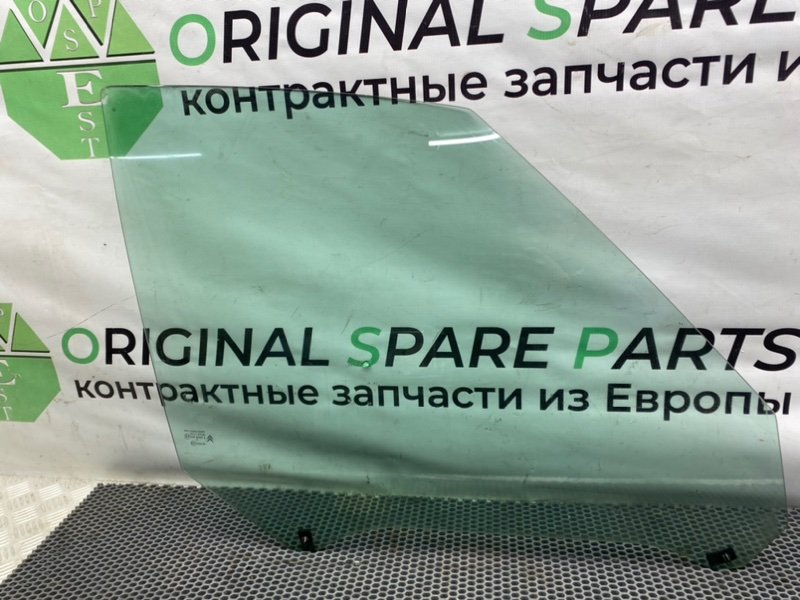 O P
S
E
S T
ORIGINAL SPARE
контрактные запчасти и
ORIGINAL SPARE PARTS
контрактные запчасти из Европы
S T